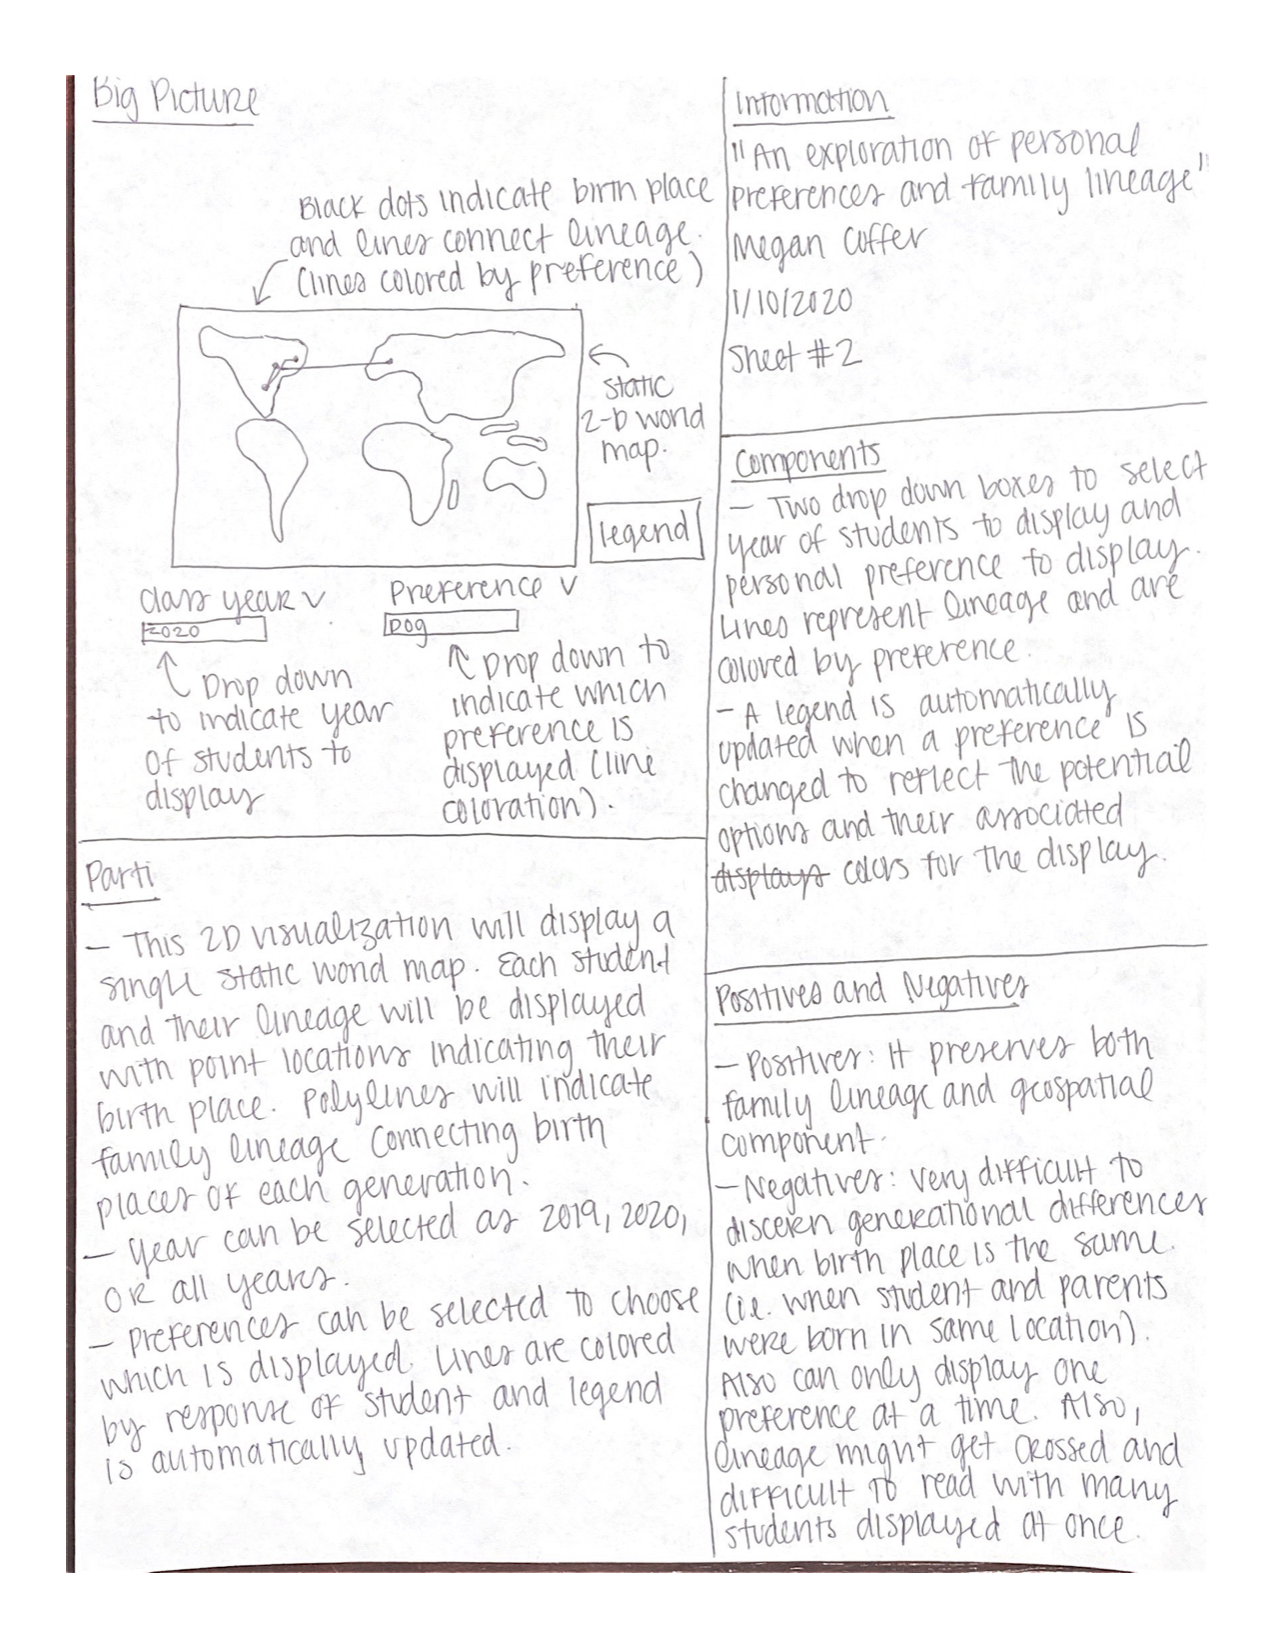 Big Picture
Black dots indicate birth place
and lines connect lineage.
(lines colored by preference)
static
2-D world
map.
legend
class year v
2020
Preference v
Dog
Drop down
to indicate year
of students to
display
Drop down to
indicate which
preference is
displayed (line
coloration).
Information
"An exploration of personal
preferences and family lineage"
Megan Coffer
1/10/2020
Sheet #2
Components
- Two drop down boxes to select
year of students to display and
personal preference to display.
Lines represent lineage and are
colored by preference.
- A legend is automatically
updated when a preference is
changed to reflect the potential
options and their associated
displays colors for the display.
Parti
- This 2D visualization will display a
single static world map. Each student
and their lineage will be displayed
with point locations indicating their
birth place. Polylines will indicate
family lineage connecting birth
places of each generation.
- Year can be selected as 2019, 2020,
or all years.
- Preferences can be selected to choose
which is displayed. Lines are colored
by response of student and legend
is automatically updated.
Positives and Negatives
- Positives: It preserves both
family lineage and geospatial
component.
- Negatives: very difficult to
discern generational differences
when birth place is the same.
(i.e. when student and parents
were born in same location).
Also can only display one
preference at a time. Also,
lineage might get crossed and
difficult to read with many
students displayed at once.